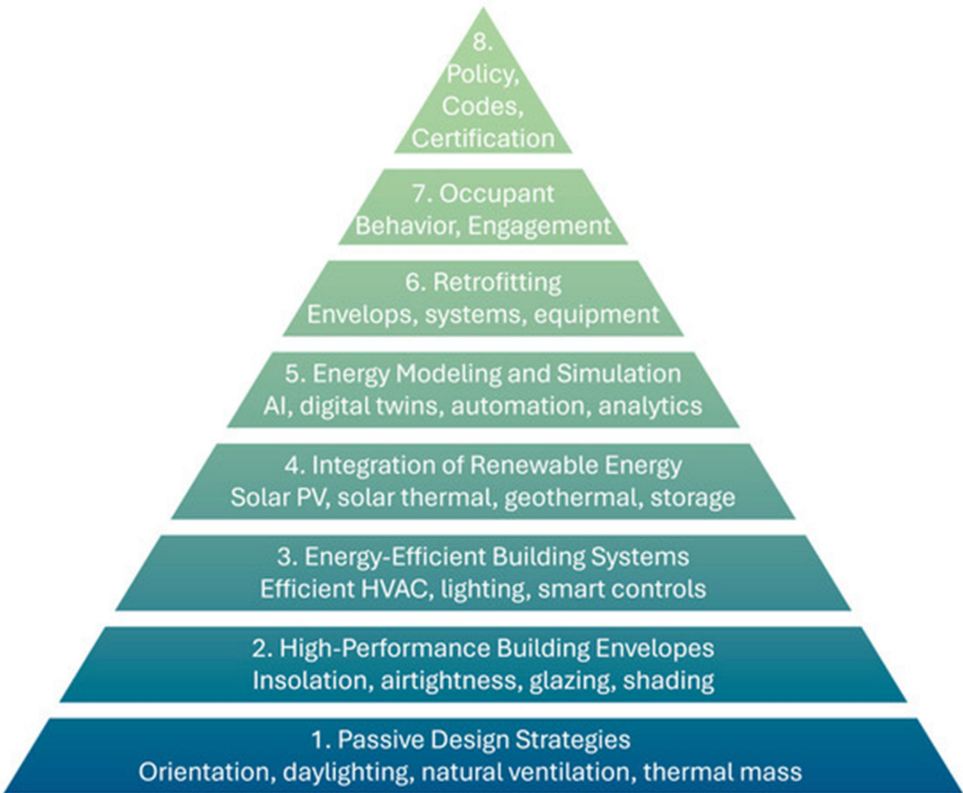 8.
Policy,
Codes,
Certification
7. Occupant
Behavior, Engagement
6. Retrofitting
Envelops, systems, equipment
5. Energy Modeling and Simulation
AI, digital twins, automation, analytics
4. Integration of Renewable Energy
Solar PV, solar thermal, geothermal, storage
3. Energy-Efficient Building Systems
Efficient HVAC, lighting, smart controls
2. High-Performance Building Envelopes
Insolation, airtightness, glazing, shading
1. Passive Design Strategies
Orientation, daylighting, natural ventilation, thermal mass